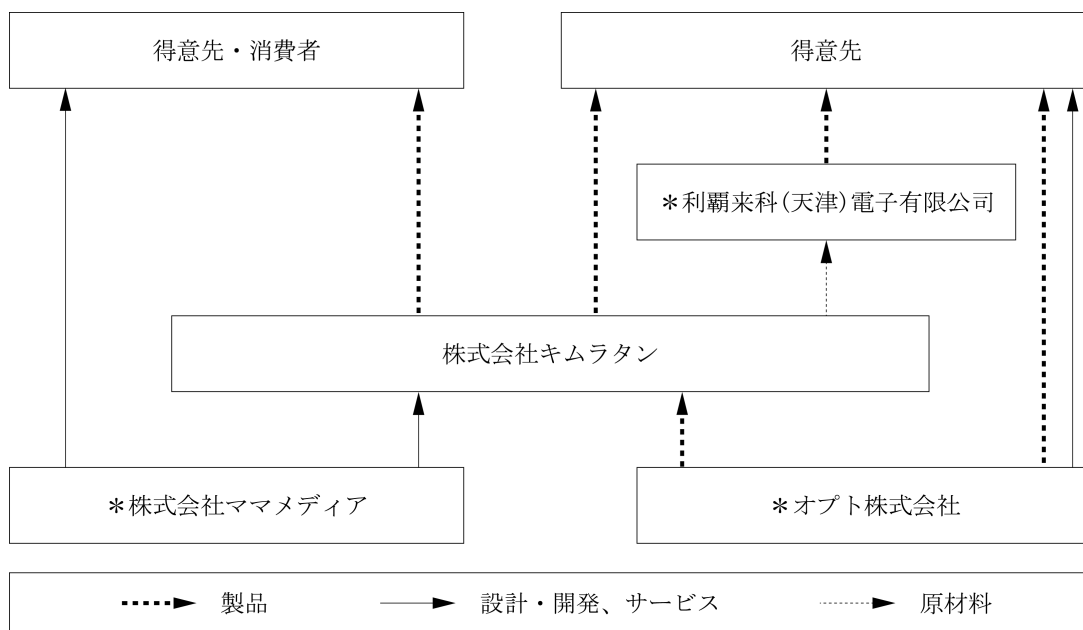 得意先・消費者
得意先
＊利覇来科(天津)電子有限公司
株式会社キムラタン
＊株式会社ママメディア
＊オプト株式会社
製品
設計・開発、サービス
原材料